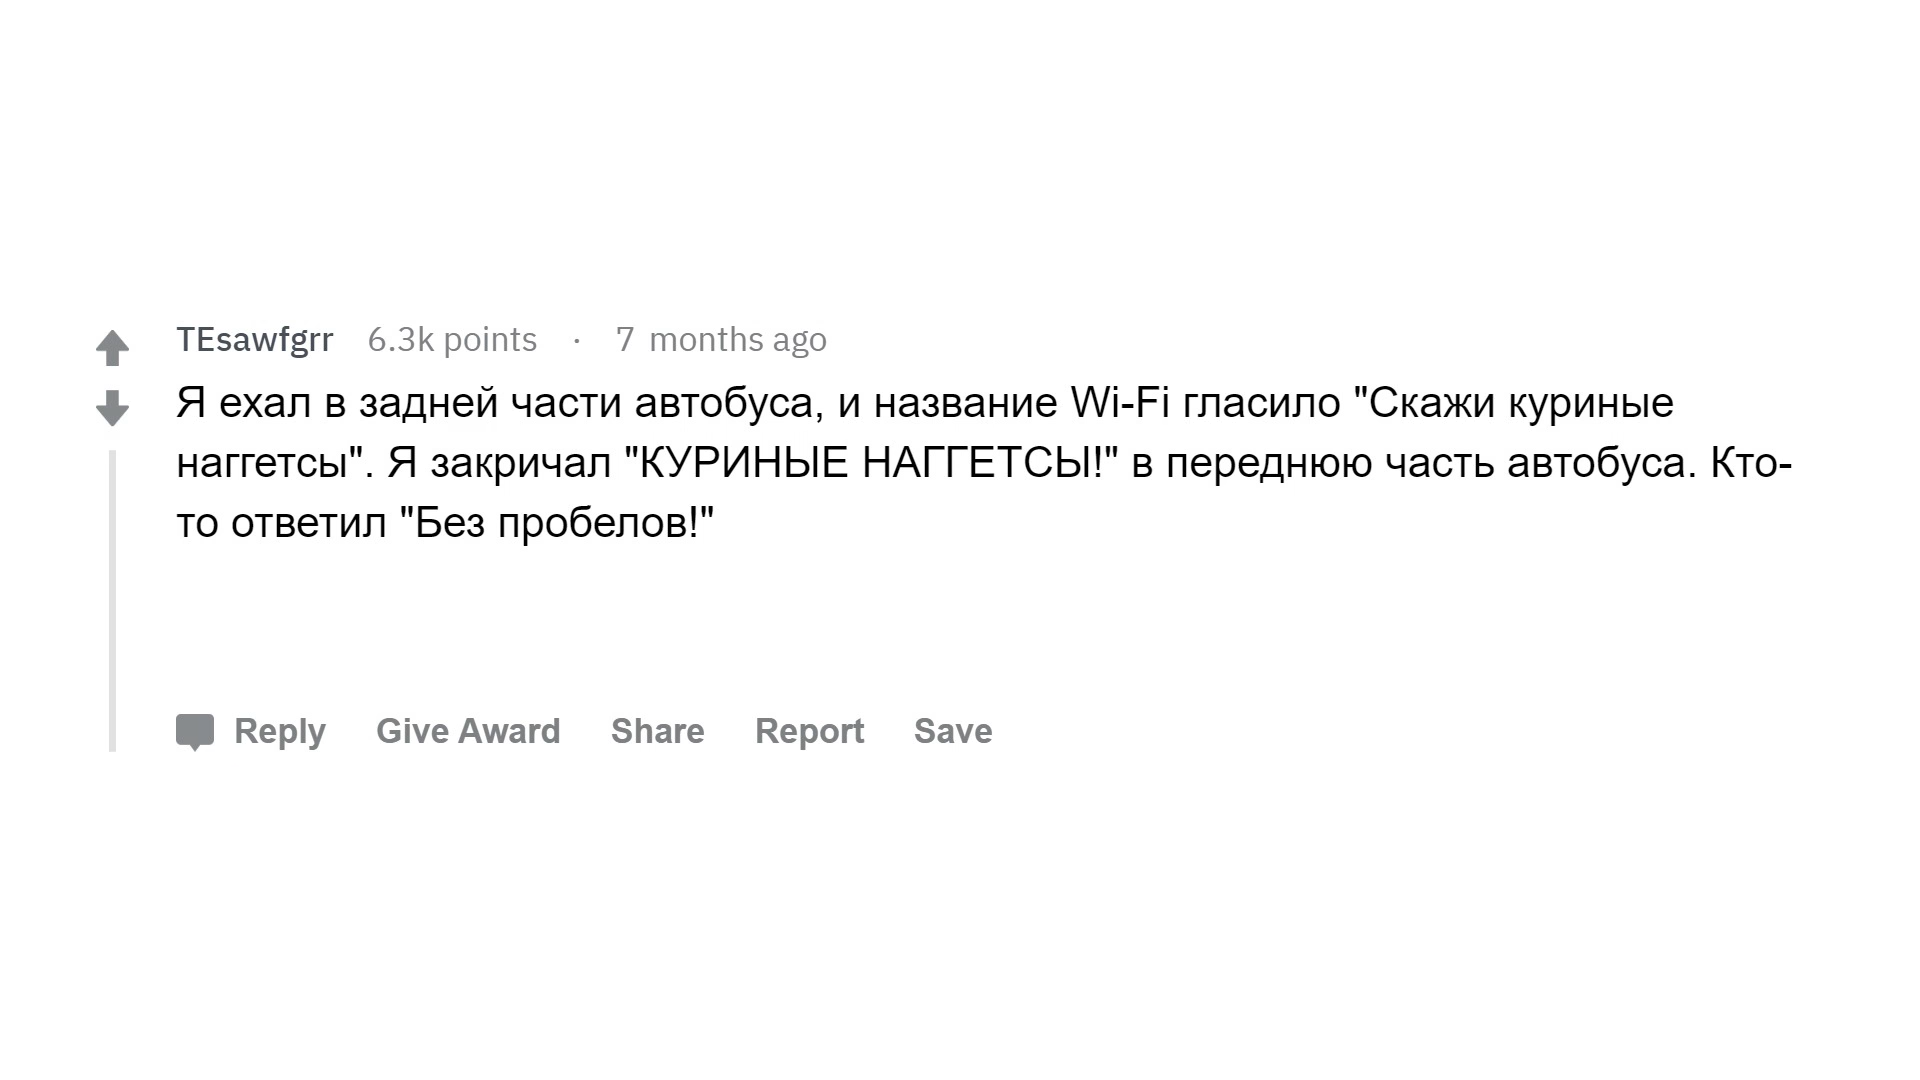 TEsawfgrr 6.3k points · 7 months ago
Я ехал в задней части автобуса, и название Wi-Fi гласило "Скажи куриные
наггетсы". Я закричал "КУРИНЫЕ НАГГЕТСЫ!" в переднюю часть автобуса. Кто-
то ответил "Без пробелов!"
Reply Give Award Share Report Save